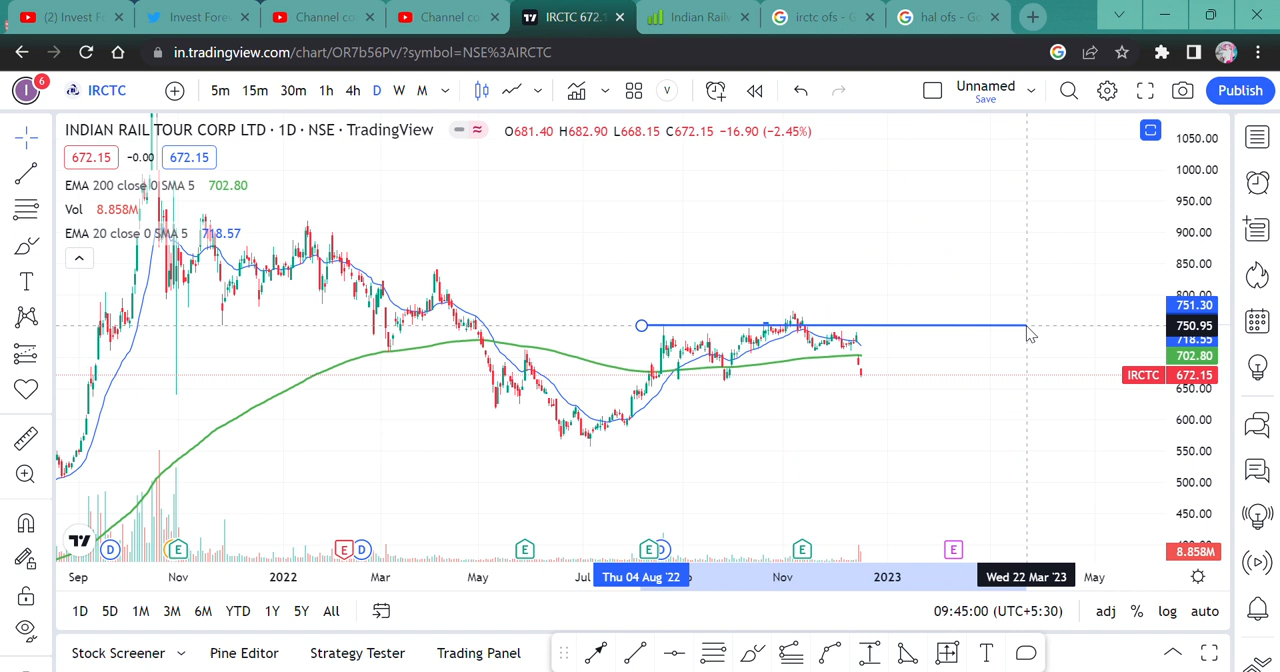 Invest F
Invest Fore
Channel co
Channel co
IRCTC 672.1
Indian Railw
irctc ofs - G
hal ofs - Go
in.tradingview.com/chart/OR7b56Pv/?symbol=NSE%3AIRCTC
I
6
IRCTC
5m 15m 30m 1h 4h D W M
V
Unnamed
Save
Publish
INDIAN RAIL TOUR CORP LTD · 1D · NSE · TradingView
O681.40 H682.90 L668.15 C672.15 −16.90 (−2.45%)
672.15 -0.00 672.15
EMA 200 close 0 SMA 5 702.80
Vol 8.858M
EMA 20 close 0 SMA 5 718.57
1050.00
1000.00
950.00
900.00
850.00
800.00
751.30
750.95
718.55
702.80
IRCTC 672.15
650.00
600.00
550.00
500.00
450.00
8.858M
D E E D E E D E E
Sep Nov 2022 Mar May Jul Thu 04 Aug '22 Nov 2023 Wed 22 Mar '23 May
1D 5D 1M 3M 6M YTD 1Y 5Y All
09:45:00 (UTC+5:30) adj % log auto
Stock Screener Pine Editor Strategy Tester Trading Panel
T